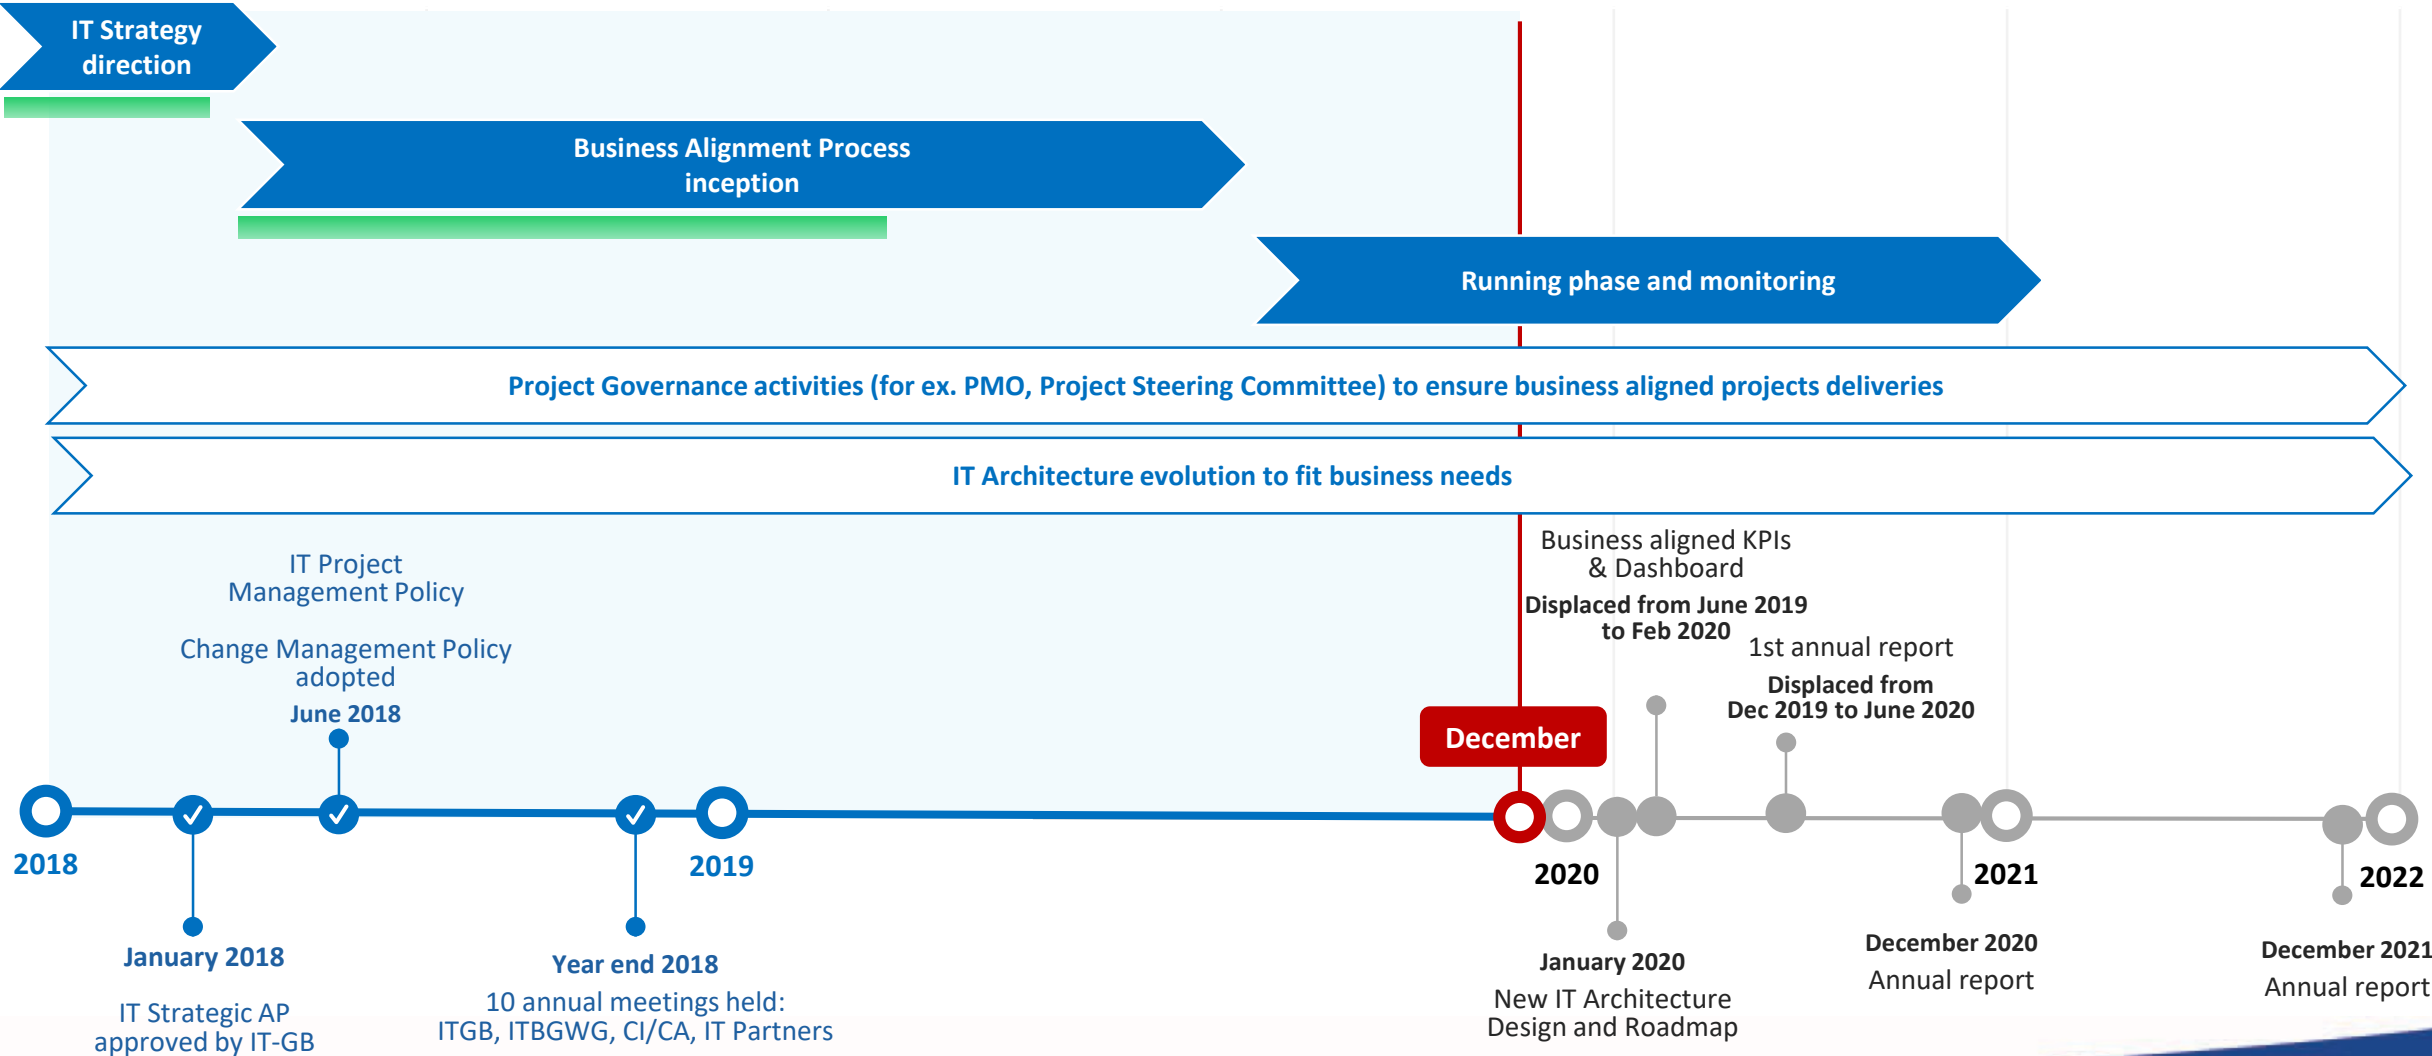 IT Strategy
direction
Business Alignment Process
inception
Running phase and monitoring
Project Governance activities (for ex. PMO, Project Steering Committee) to ensure business aligned projects deliveries
IT Architecture evolution to fit business needs
IT Project
Management Policy
Change Management Policy
adopted
June 2018
Business aligned KPIs
& Dashboard
Displaced from June 2019
to Feb 2020
1st annual report
Displaced from
Dec 2019 to June 2020
December
2018
2019
2020
2021
2022
January 2018
IT Strategic AP
approved by IT-GB
Year end 2018
10 annual meetings held:
ITGB, ITBGWG, CI/CA, IT Partners
January 2020
New IT Architecture
Design and Roadmap
December 2020
Annual report
December 2021
Annual report